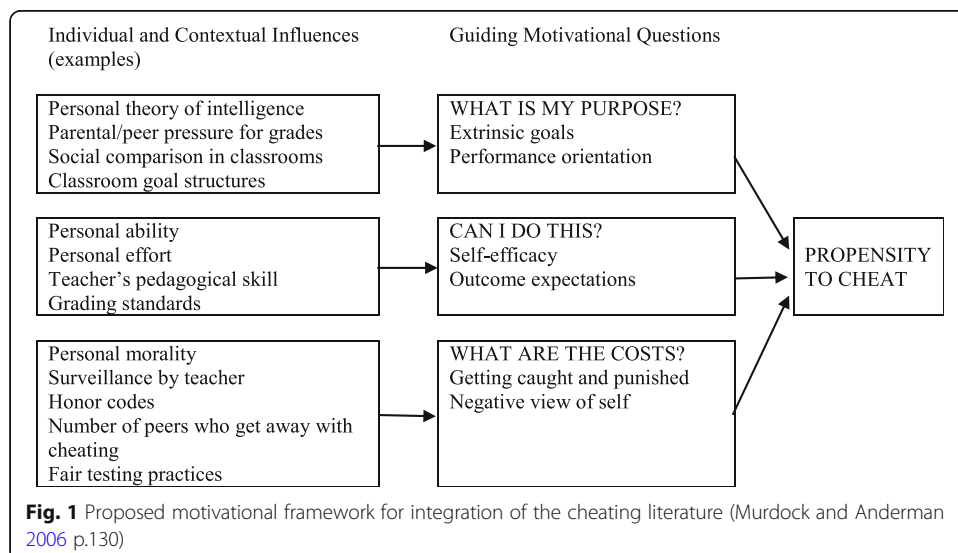 Individual and Contextual Influences
(examples)
Guiding Motivational Questions
Personal theory of intelligence
Parental/peer pressure for grades
Social comparison in classrooms
Classroom goal structures
WHAT IS MY PURPOSE?
Extrinsic goals
Performance orientation
Personal ability
Personal effort
Teacher's pedagogical skill
Grading standards
CAN I DO THIS?
Self-efficacy
Outcome expectations
PROPENSITY
TO CHEAT
Personal morality
Surveillance by teacher
Honor codes
Number of peers who get away with
cheating
Fair testing practices
WHAT ARE THE COSTS?
Getting caught and punished
Negative view of self
Fig. 1 Proposed motivational framework for integration of the cheating literature (Murdock and Anderman
2006 p.130)